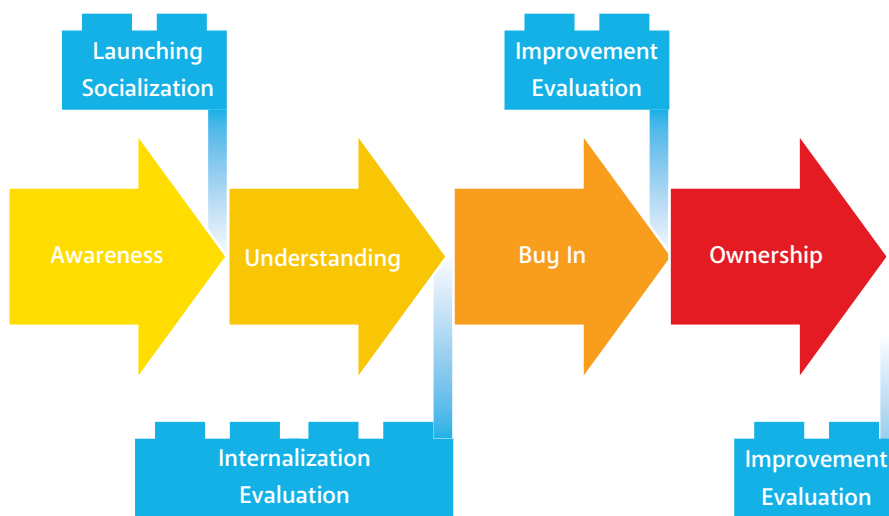 Launching
Socialization
Improvement
Evaluation
Awareness
Understanding
Buy In
Ownership
Internalization
Evaluation
Improvement
Evaluation